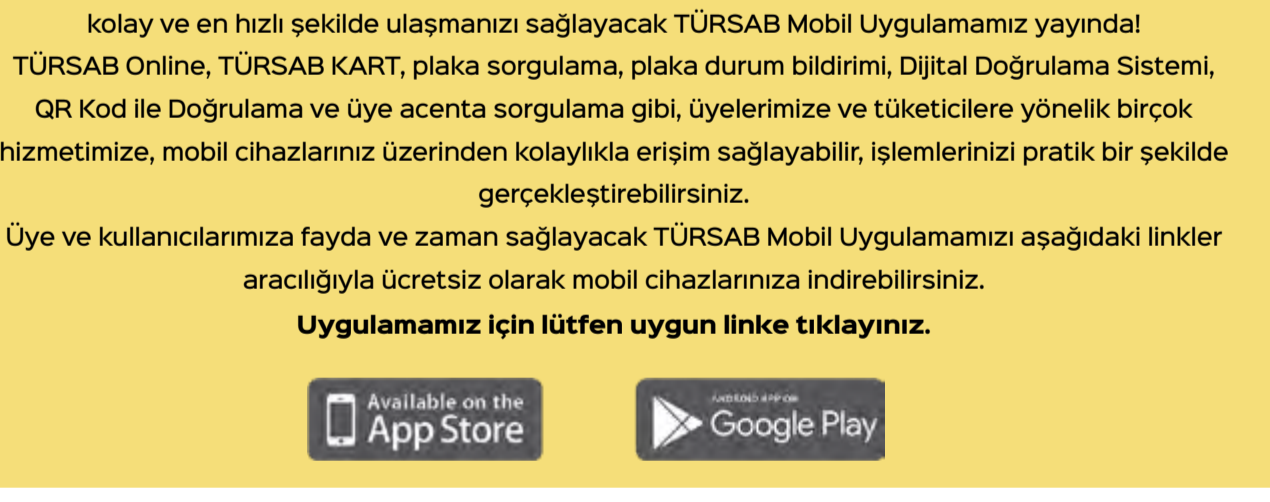 kolay ve en hızlı şekilde ulaşmanızı sağlayacak TÜRSAB Mobil Uygulamamız yayında!
TÜRSAB Online, TÜRSAB KART, plaka sorgulama, plaka durum bildirimi, Dijital Doğrulama Sistemi,
QR Kod ile Doğrulama ve üye acenta sorgulama gibi, üyelerimize ve tüketicilere yönelik birçok
hizmetimize, mobil cihazlarınız üzerinden kolaylıkla erişim sağlayabilir, işlemlerinizi pratik bir şekilde
gerçekleştirebilirsiniz.
Üye ve kullanıcılarımıza fayda ve zaman sağlayacak TÜRSAB Mobil Uygulamamızı aşağıdaki linkler
aracılığıyla ücretsiz olarak mobil cihazlarınıza indirebilirsiniz.
Uygulamamız için lütfen uygun linke tıklayınız.
Available on the
App Store
ANDROID APP ON
Google Play